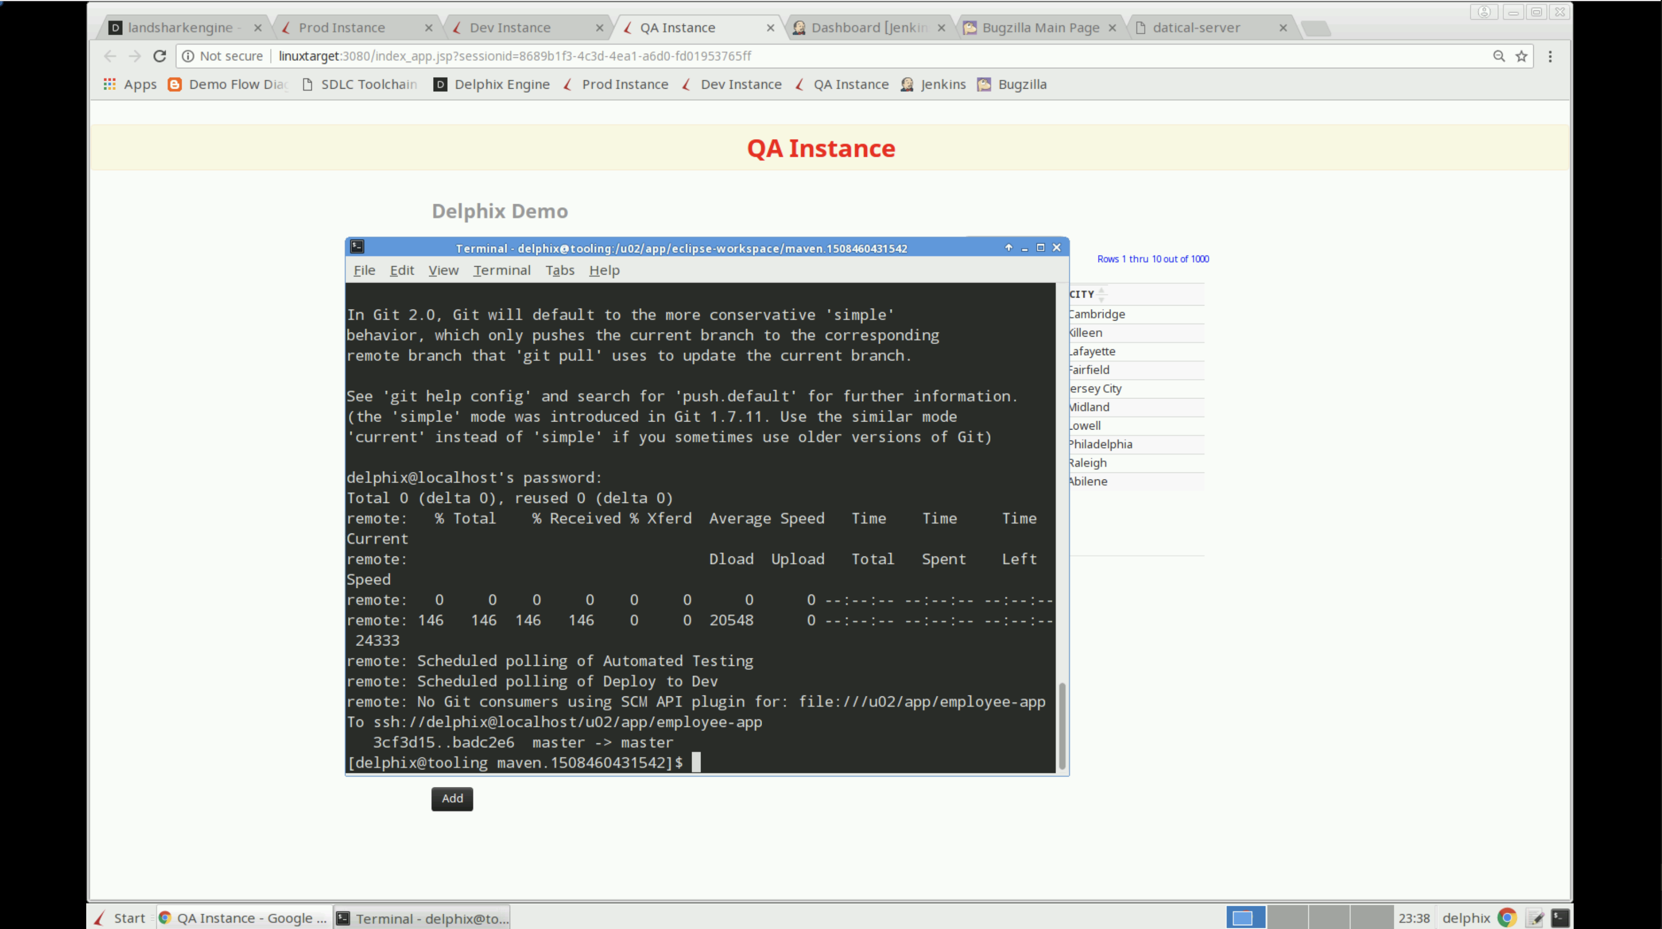 landsharkengine -
Prod Instance
Dev Instance
QA Instance
Dashboard [Jenkin
Bugzilla Main Page
datical-server
Not secure
linuxtarget:3080/index_app.jsp?sessionid=8689b1f3-4c3d-4ea1-a6d0-fd01953765ff
Apps
Demo Flow Dia
SDLC Toolchain
Delphix Engine
Prod Instance
Dev Instance
QA Instance
Jenkins
Bugzilla
QA Instance
Delphix Demo
Terminal - delphix@tooling:/u02/app/eclipse-workspace/maven.1508460431542
File Edit View Terminal Tabs Help
In Git 2.0, Git will default to the more conservative 'simple'
behavior, which only pushes the current branch to the corresponding
remote branch that 'git pull' uses to update the current branch.
See 'git help config' and search for 'push.default' for further information.
(the 'simple' mode was introduced in Git 1.7.11. Use the similar mode
'current' instead of 'simple' if you sometimes use older versions of Git)
delphix@localhost's password:
Total 0 (delta 0), reused 0 (delta 0)
remote: % Total % Received % Xferd Average Speed Time Time Time
Current
remote: Dload Upload Total Spent Left
Speed
remote: 0 0 0 0 0 0 0 0 --:--:-- --:--:-- --:--:--
remote: 146 146 146 146 0 0 20548 0 --:--:-- --:--:-- --:--:--
24333
remote: Scheduled polling of Automated Testing
remote: Scheduled polling of Deploy to Dev
remote: No Git consumers using SCM API plugin for: file:///u02/app/employee-app
To ssh://delphix@localhost/u02/app/employee-app
3cf3d15..badc2e6 master -> master
[delphix@tooling maven.1508460431542]$
Rows 1 thru 10 out of 1000
CITY
Cambridge
Killeen
Lafayette
Fairfield
ersey City
Midland
Lowell
Philadelphia
Raleigh
Abilene
Add
Start
QA Instance - Google ...
Terminal - delphix@to...
23:38
delphix